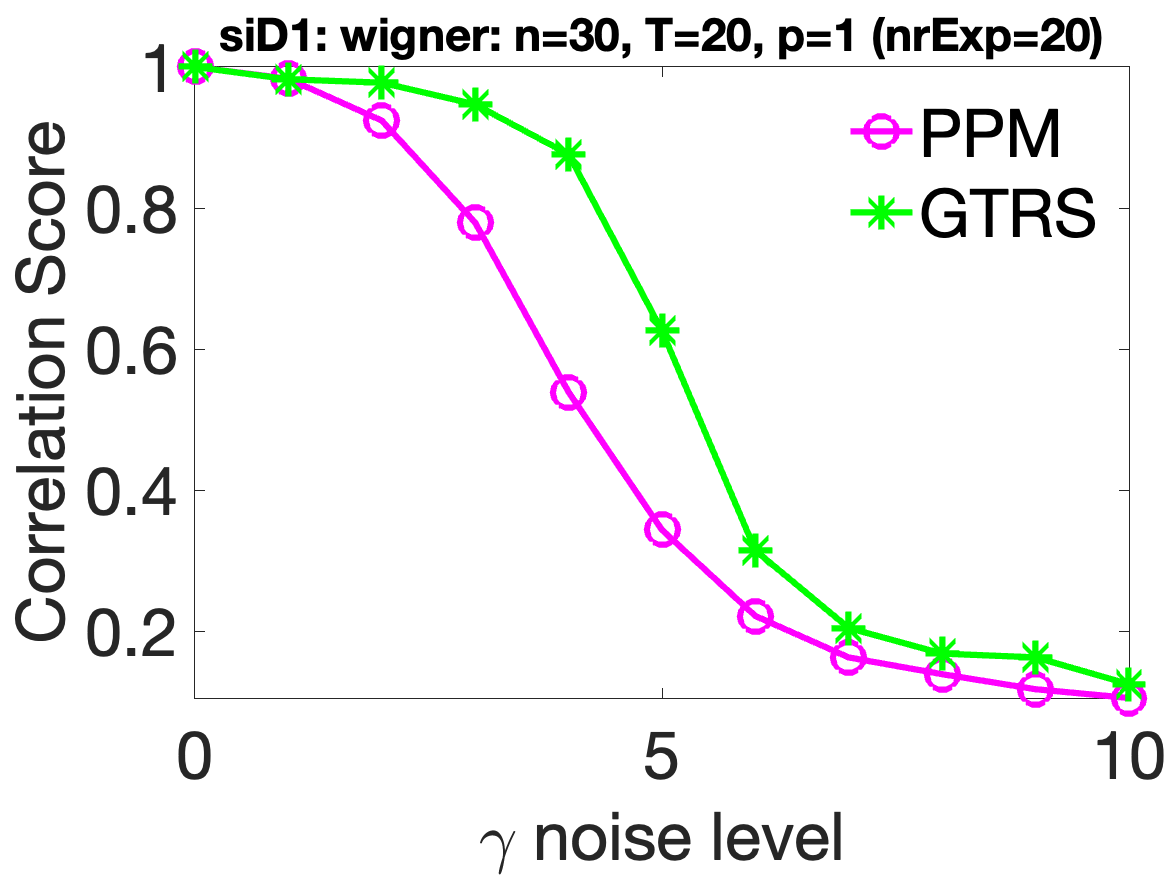 siD1: wigner: n=30, T=20, p=1 (nrExp=20)
1
0.8
0.6
0.4
0.2
Correlation Score
PPM
GTRS
0 5 10
γ noise level